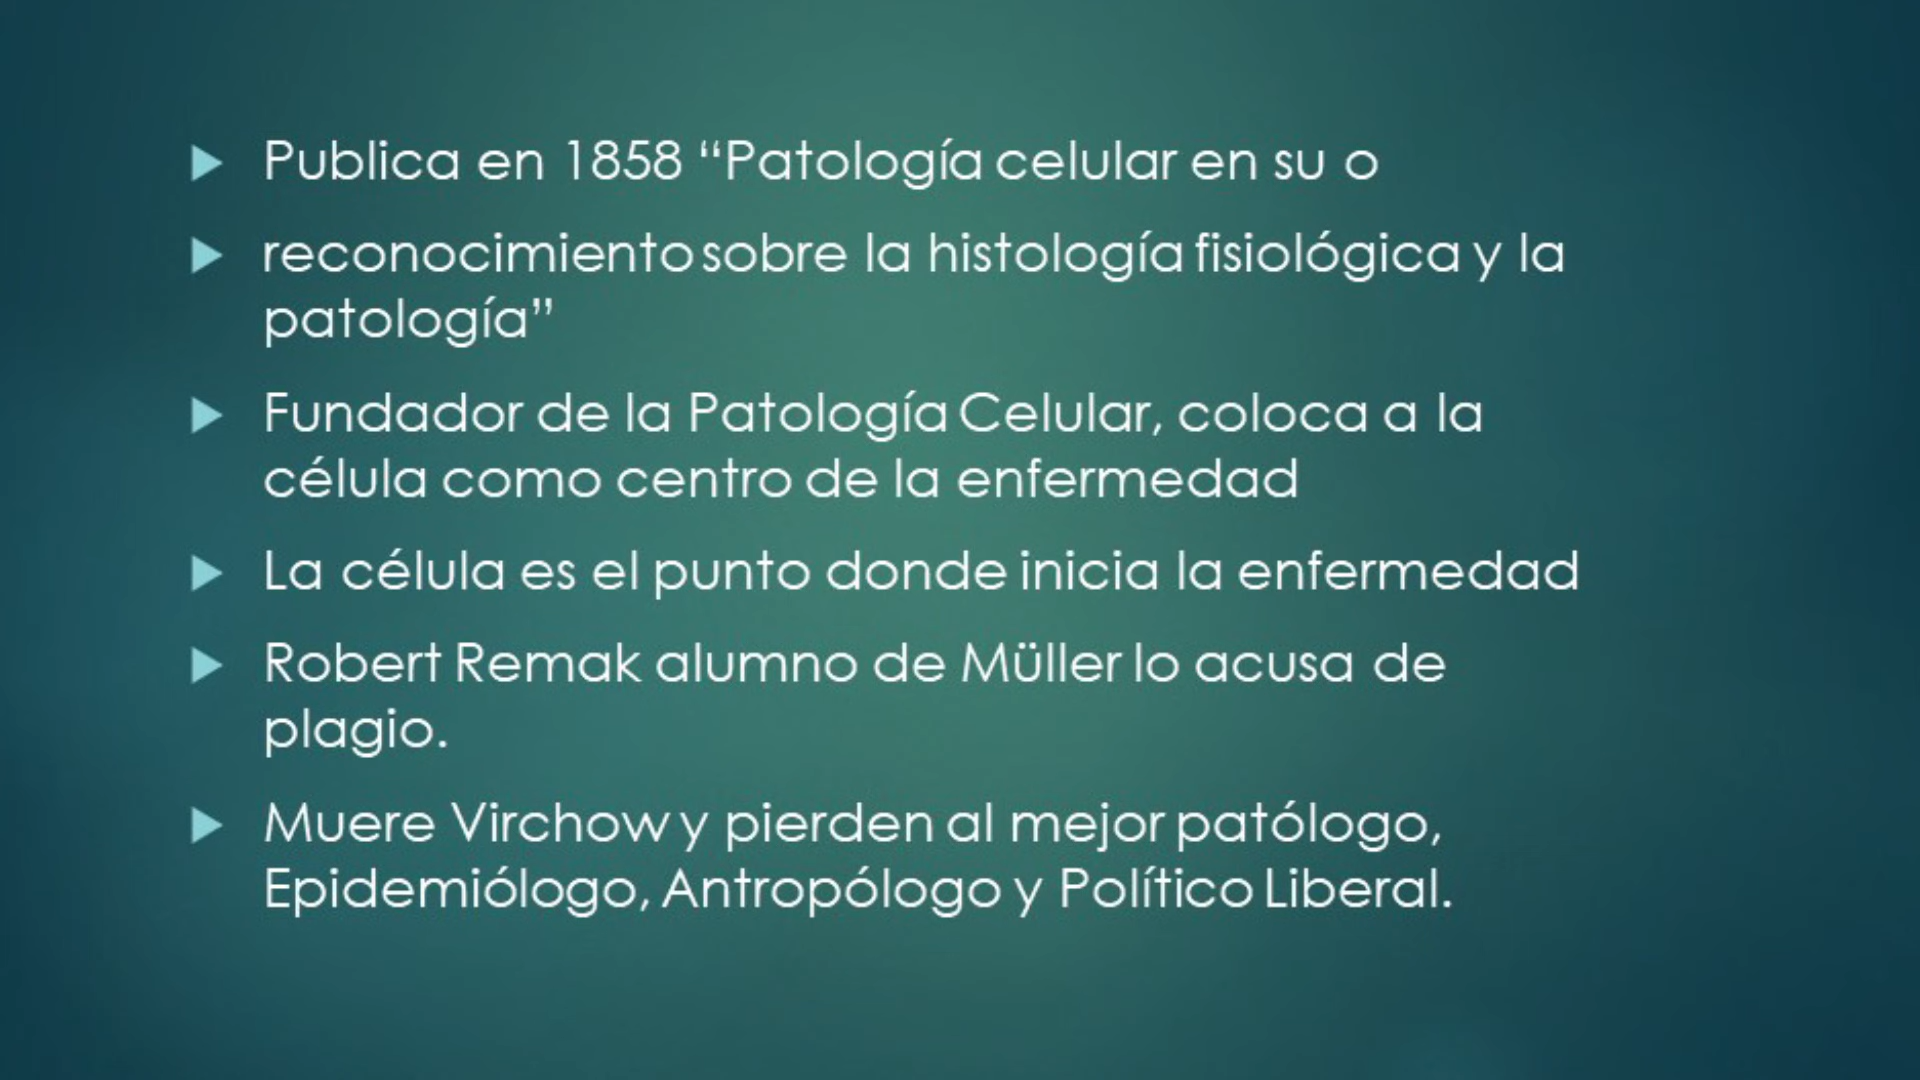 Publica en 1858 “Patología celular en su o
reconocimiento sobre la histología fisiológica y la
patología”
Fundador de la Patología Celular, coloca a la
célula como centro de la enfermedad
La célula es el punto donde inicia la enfermedad
Robert Remak alumno de Müller lo acusa de
plagio.
Muere Virchow y pierden al mejor patólogo,
Epidemiólogo, Antropólogo y Político Liberal.